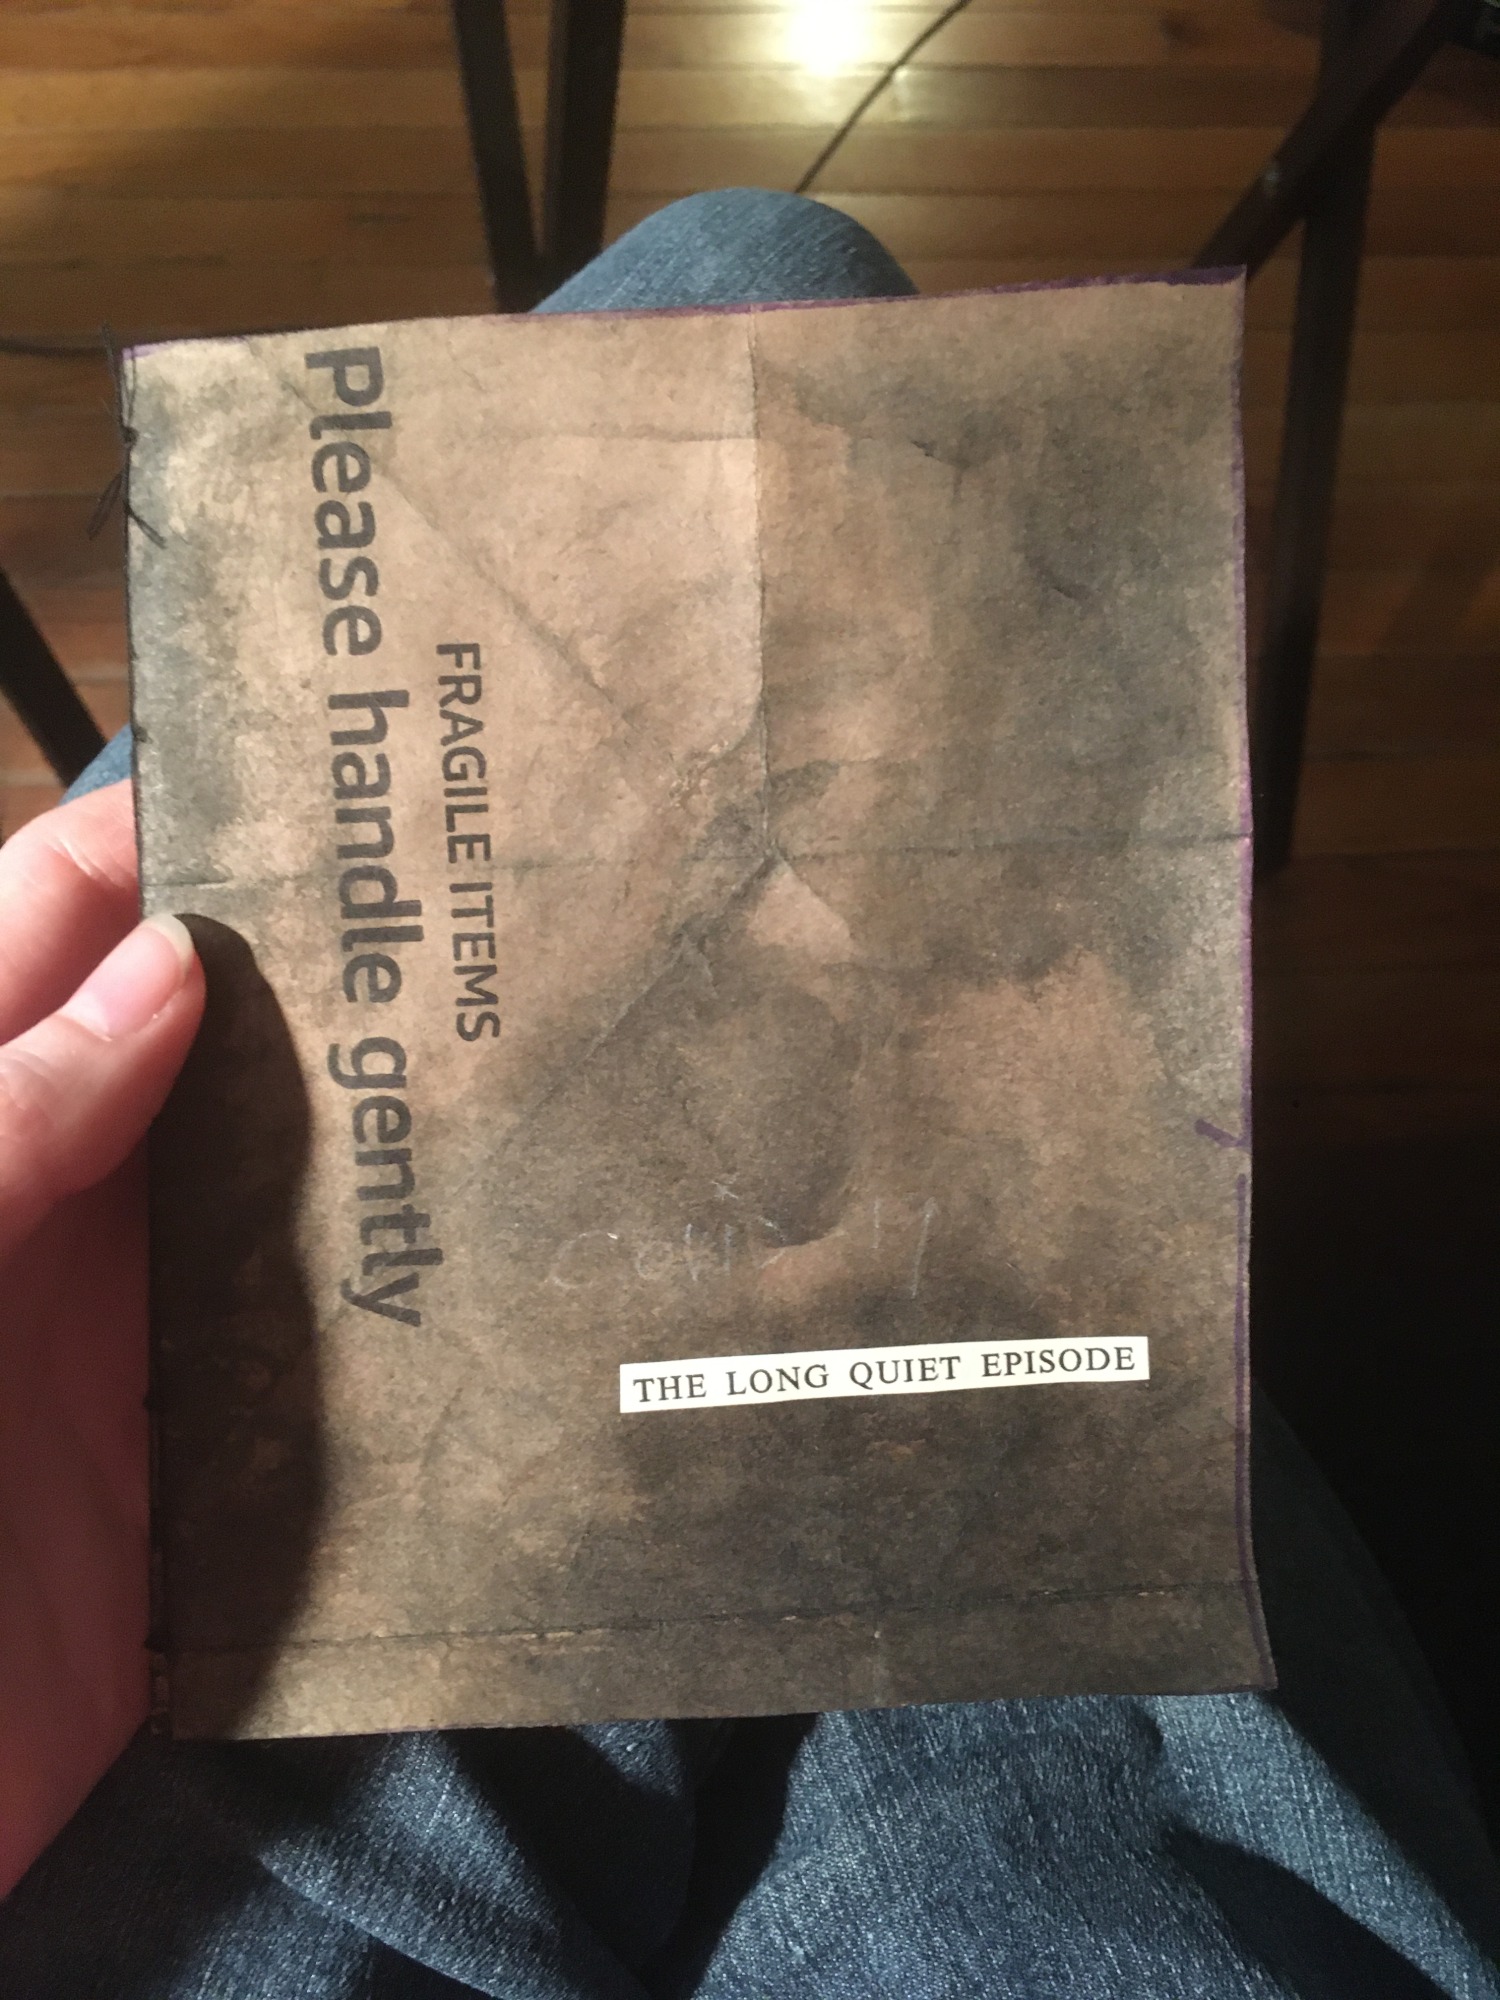 Please handle gently
FRAGILE ITEMS
THE LONG QUIET EPISODE